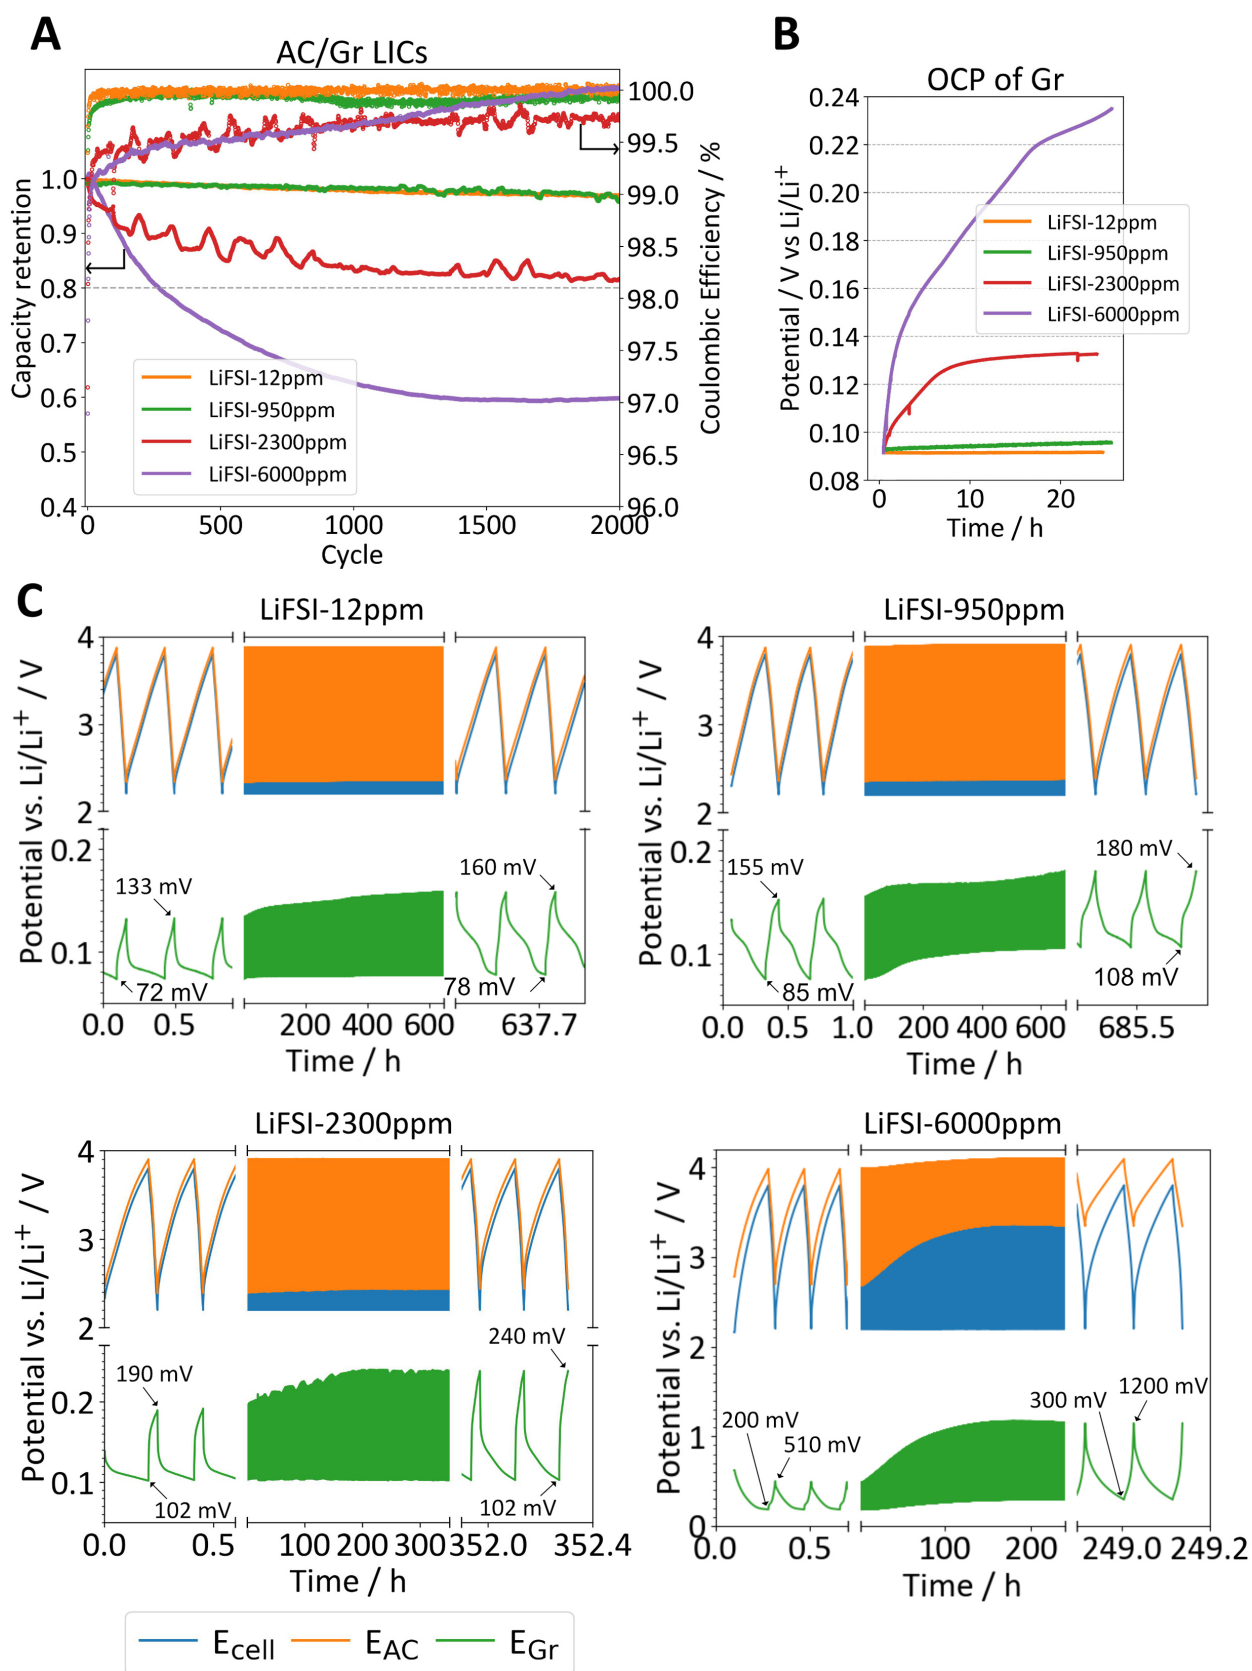 A
B
AC/Gr LICs
OCP of Gr
Capacity retention
1.0
0.9
0.8
0.7
0.6
0.5
0.4
100.0
99.5
99.0
98.5
98.0
97.5
97.0
96.5
96.0
Coulombic Efficiency / %
LiFSI-12ppm
LiFSI-950ppm
LiFSI-2300ppm
LiFSI-6000ppm
0 500 1000 1500 2000
Cycle
Potential / V vs Li/Li+
0.24
0.22
0.20
0.18
0.16
0.14
0.12
0.10
0.08
LiFSI-12ppm
LiFSI-950ppm
LiFSI-2300ppm
LiFSI-6000ppm
0 10 20
Time / h
C
LiFSI-12ppm
Potential vs. Li/Li+ / V
4
3
2
0.2
0.1
133 mV
72 mV
160 mV
78 mV
0.0 0.5 200 400 600 637.7
Time / h
LiFSI-950ppm
Potential vs. Li/Li+ / V
4
3
2
0.2
0.1
155 mV
85 mV
180 mV
108 mV
0.0 0.5 1.0 200 400 600 685.5
Time / h
LiFSI-2300ppm
Potential vs. Li/Li+ / V
4
3
2
0.2
0.1
190 mV
102 mV
240 mV
102 mV
0.0 0.5 100 200 300 352.0 352.4
Time / h
LiFSI-6000ppm
Potential vs. Li/Li+ / V
4
3
2
1
0
200 mV
510 mV
300 mV
1200 mV
0.0 0.5 100 200 249.0 249.2
Time / h
Ecell EAC EGr